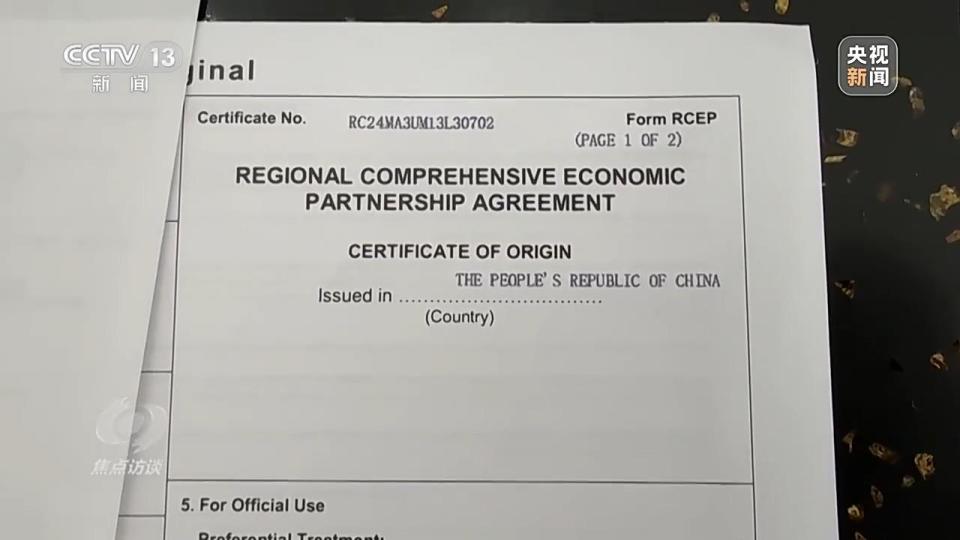 CCTV 13
新闻
央视
新闻
ginal
Certificate No. RC24MA3UM13L30702 Form RCEP
(PAGE 1 OF 2)
REGIONAL COMPREHENSIVE ECONOMIC
PARTNERSHIP AGREEMENT
CERTIFICATE OF ORIGIN
THE PEOPLE'S REPUBLIC OF CHINA
Issued in ................................
(Country)
焦点访谈
5. For Official Use
Preferential Treatment: